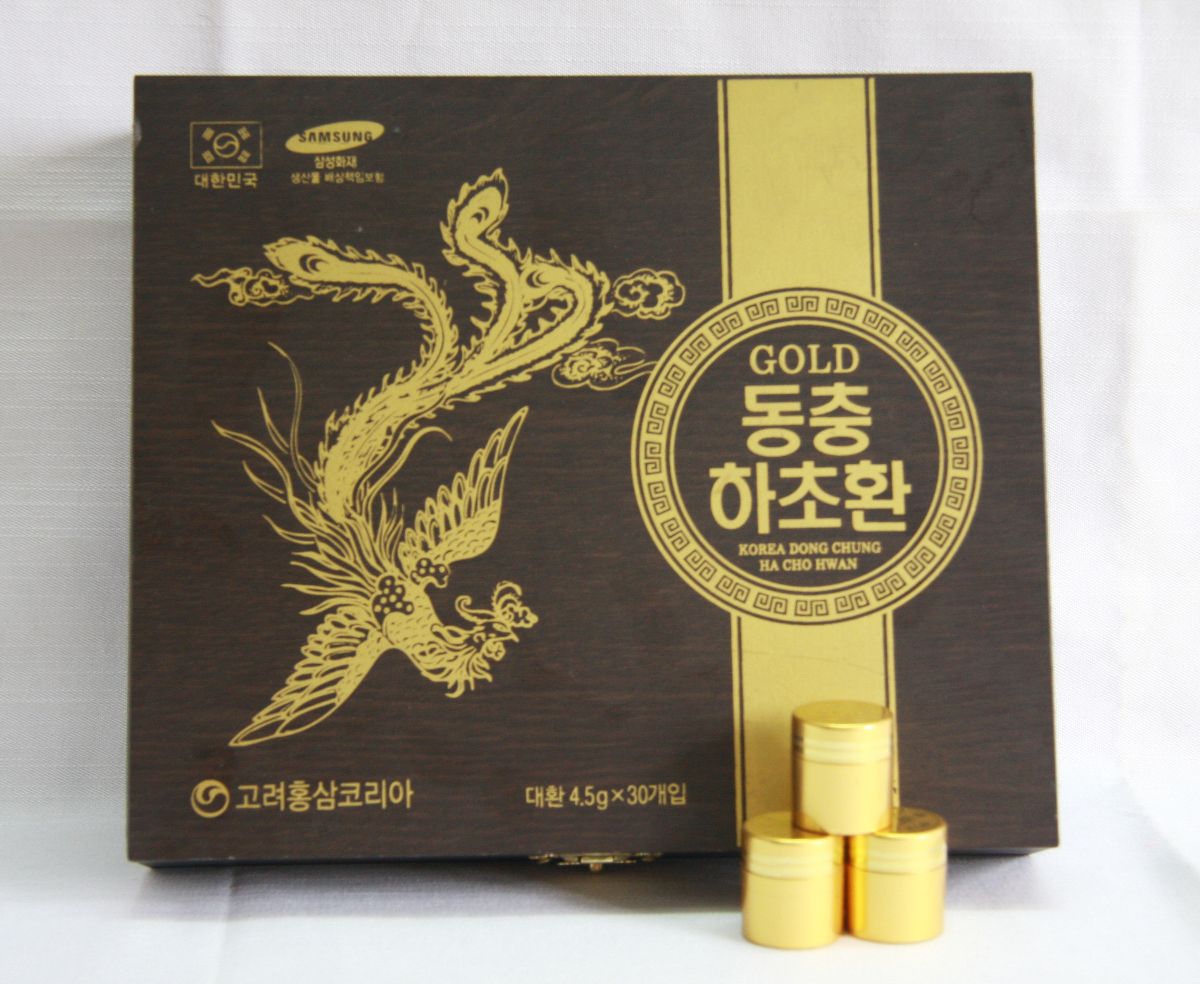 대한민국
SAMSUNG
삼성화재
생산물 배상책임보험
GOLD
동충
하초환
KOREA DONG CHUNG
HA CHO HWAN
고려홍삼코리아
대환 4.5g×30개입